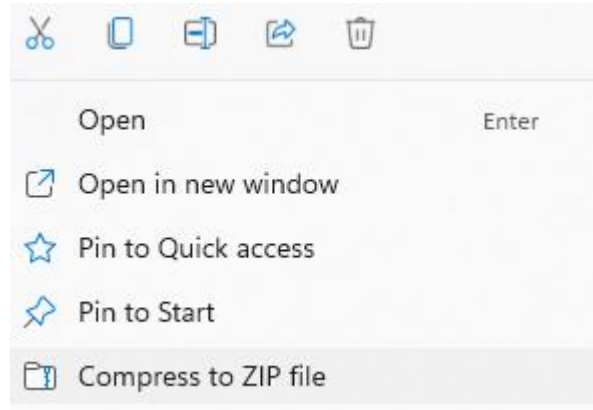 Open Enter
Open in new window
Pin to Quick access
Pin to Start
Compress to ZIP file